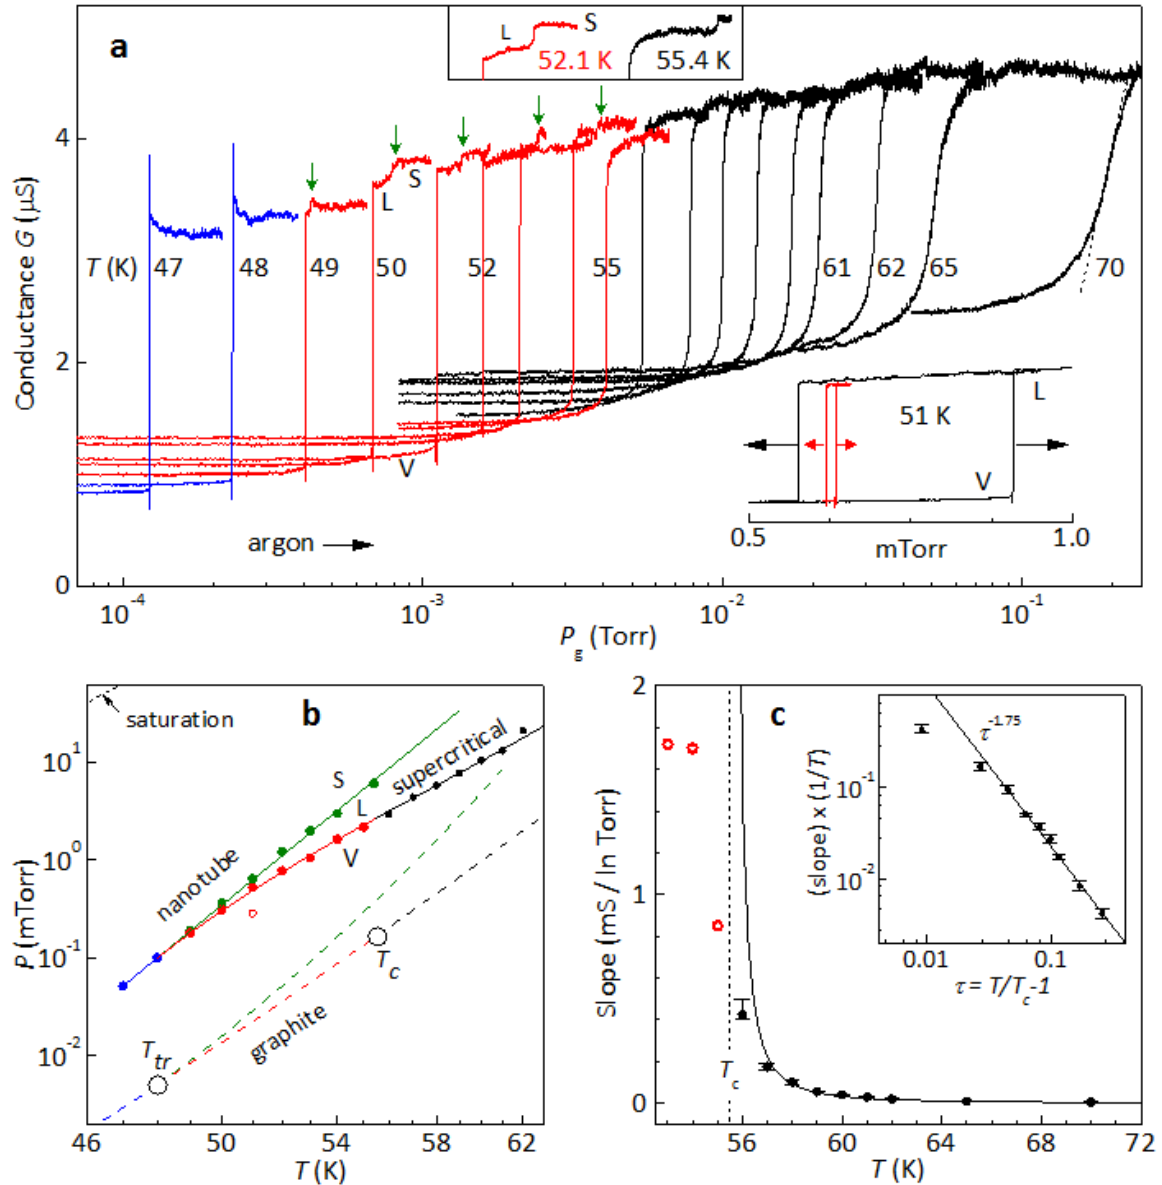 a
L
S
52.1 K
55.4 K
Conductance G (μS)
4
2
0
T (K)
47
48
49
50
52
55
61
62
65
70
L
S
V
argon
51 K
L
V
0.5
1.0
mTorr
10⁻⁴
10⁻³
10⁻²
10⁻¹
P_g (Torr)
b
saturation
S
L
V
supercritical
nanotube
graphite
T_c
T_tr
P (mTorr)
10¹
10⁰
10⁻¹
10⁻²
46
50
54
58
62
T (K)
c
Slope (mS / ln Torr)
2
1
0
T_c
56
60
64
68
72
T (K)
τ⁻¹·⁷⁵
(slope) x (1/T)
10⁻¹
10⁻²
0.01
0.1
τ = T/T_c-1